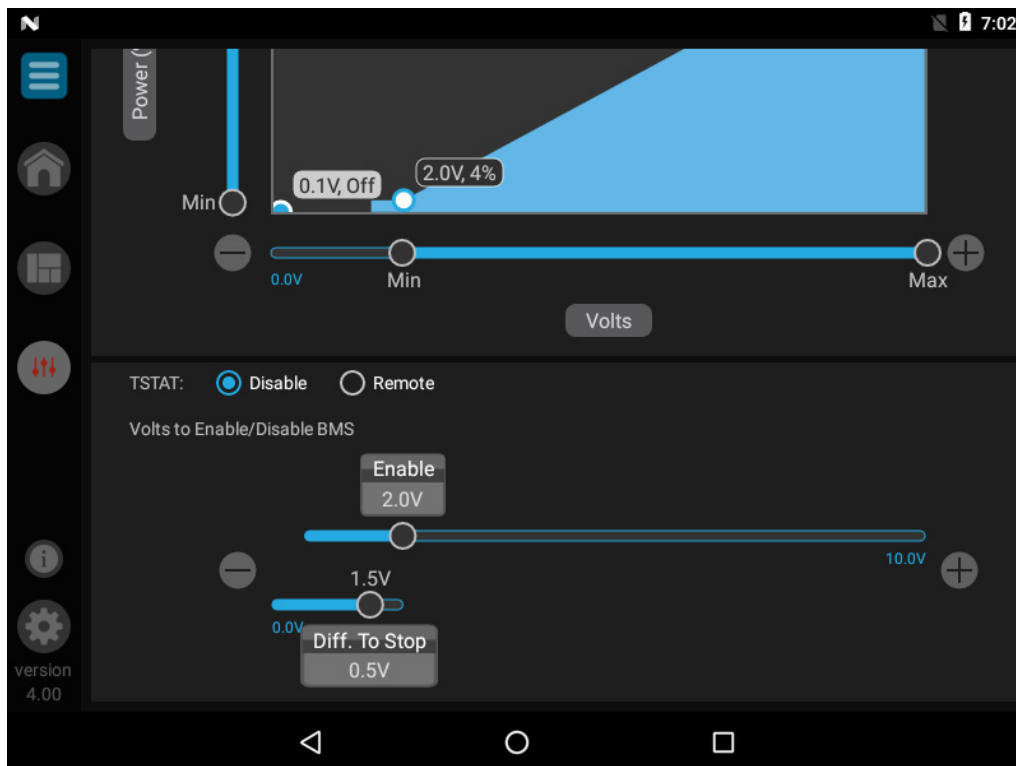 7:02
Power (
0.1V, Off
2.0V, 4%
Min
0.0V
Min
Max
Volts
TSTAT:
Disable
Remote
Volts to Enable/Disable BMS
Enable
2.0V
10.0V
1.5V
0.0V
Diff. To Stop
0.5V
version
4.00